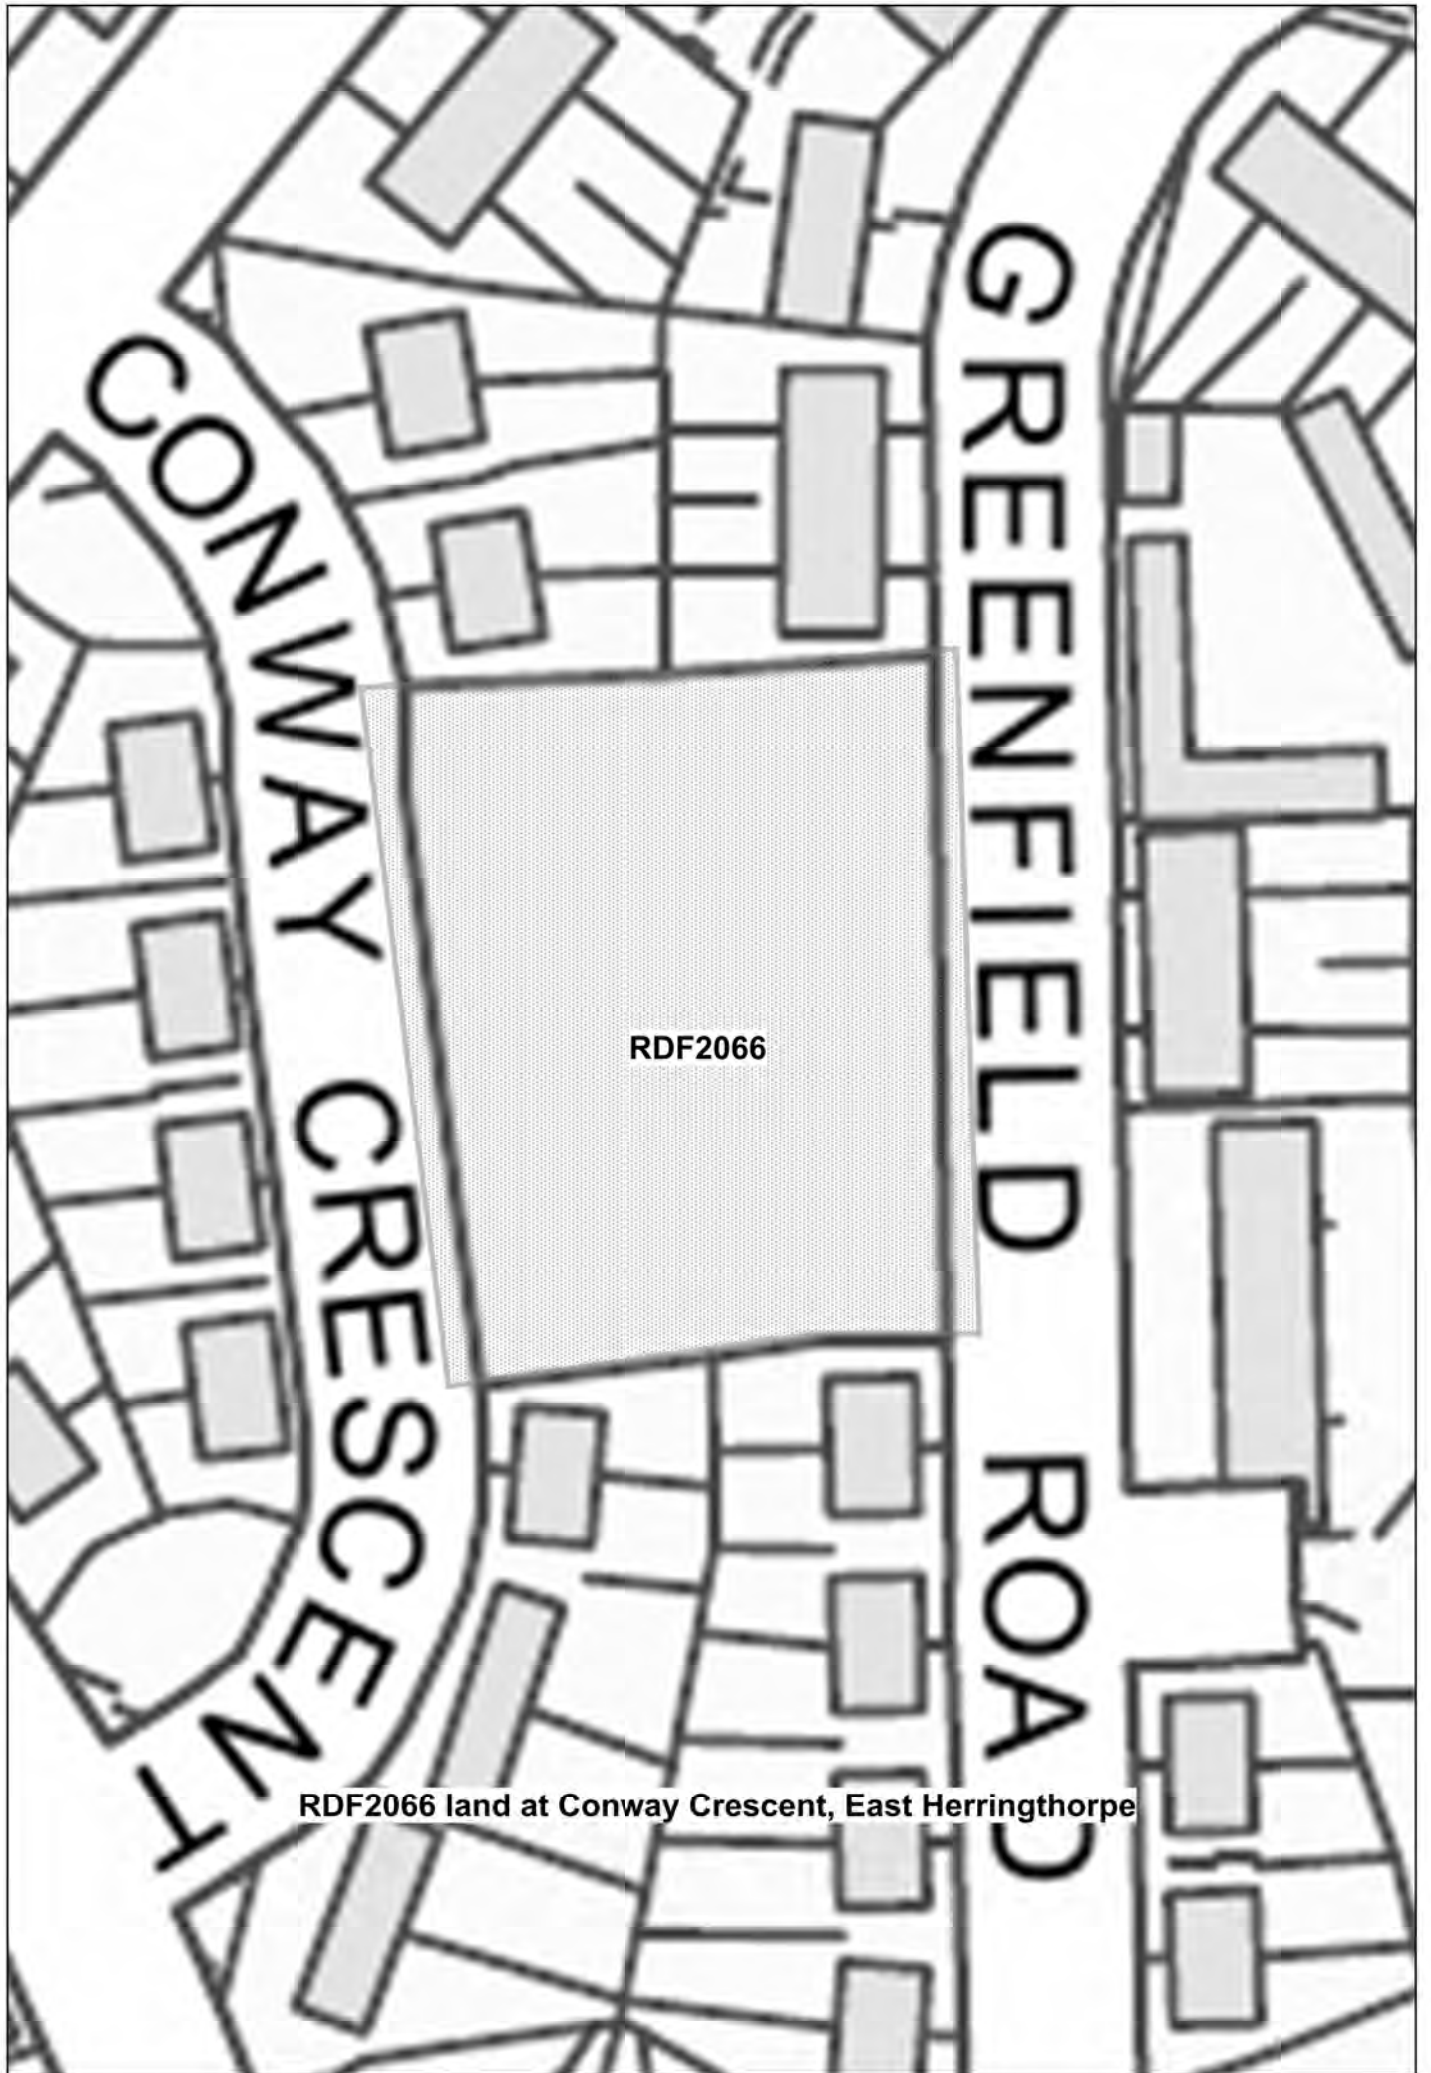 CONWAY CRESCENT
GREENFIELD ROAD
RDF2066
RDF2066 land at Conway Crescent, East Herringthorpe